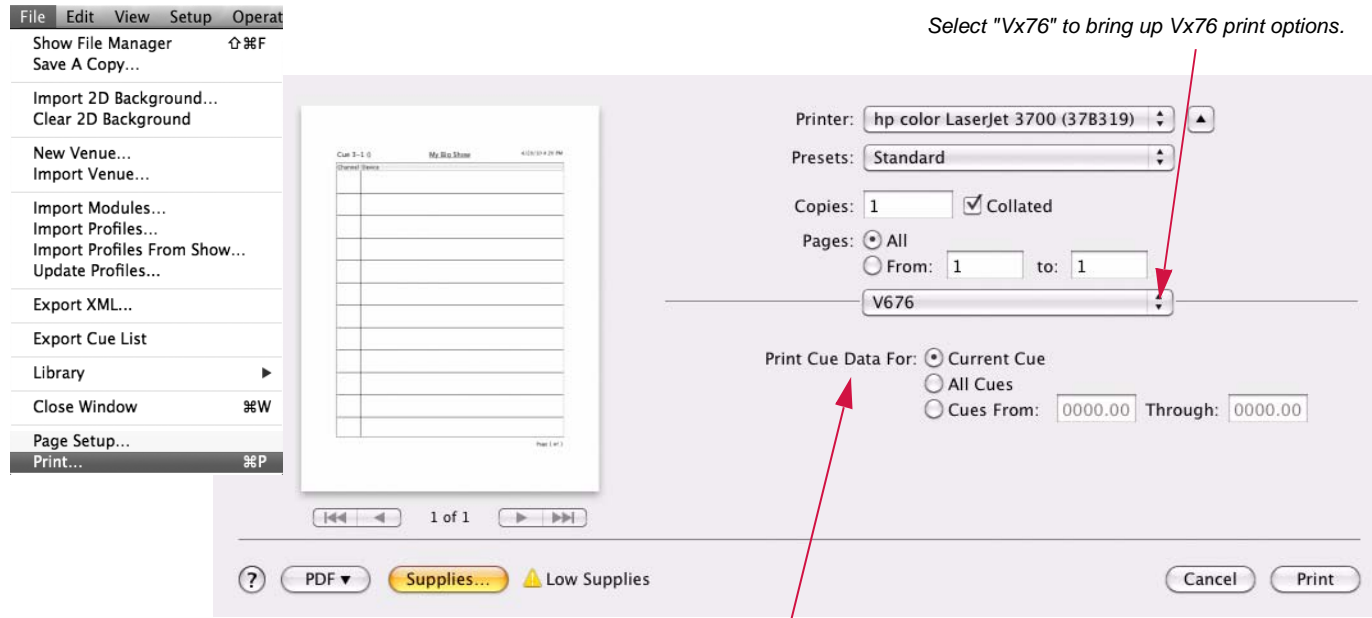 File Edit View Setup Operat
Show File Manager ⇧⌘F
Save A Copy...
Import 2D Background...
Clear 2D Background
New Venue...
Import Venue...
Import Modules...
Import Profiles...
Import Profiles From Show...
Update Profiles...
Export XML...
Export Cue List
Library ▶
Close Window ⌘W
Page Setup...
Print... ⌘P
Select "Vx76" to bring up Vx76 print options.
Cue 3-1 0 My Big Show
Channel Device
Page 1 of 1
1 of 1
Printer: hp color LaserJet 3700 (37B319)
Presets: Standard
Copies: 1 Collated
Pages: All
From: 1 to: 1
V676
Print Cue Data For: Current Cue
All Cues
Cues From: 0000.00 Through: 0000.00
? PDF ▼ Supplies... Low Supplies Cancel Print